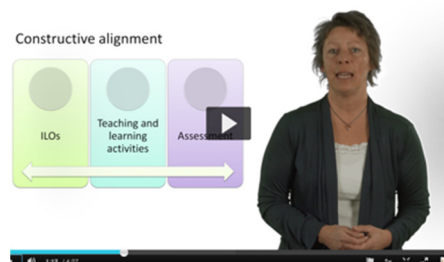 Constructive alignment
ILOs
Teaching and
learning
activities
Assessment